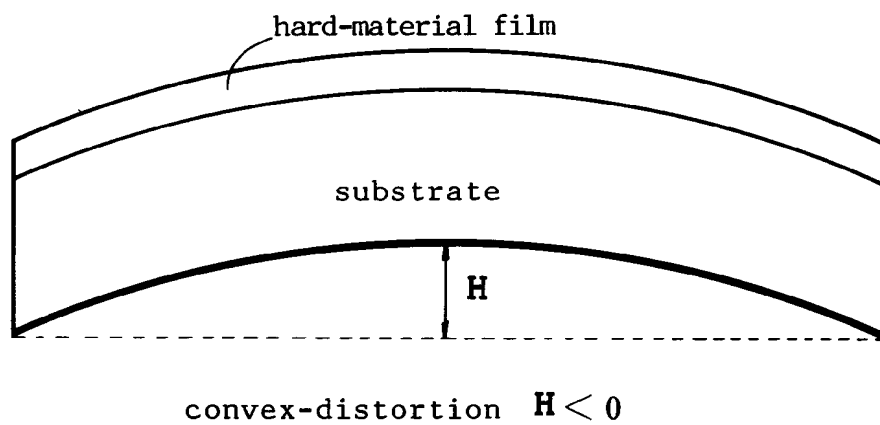 hard-material film
substrate
H
convex-distortion H < 0